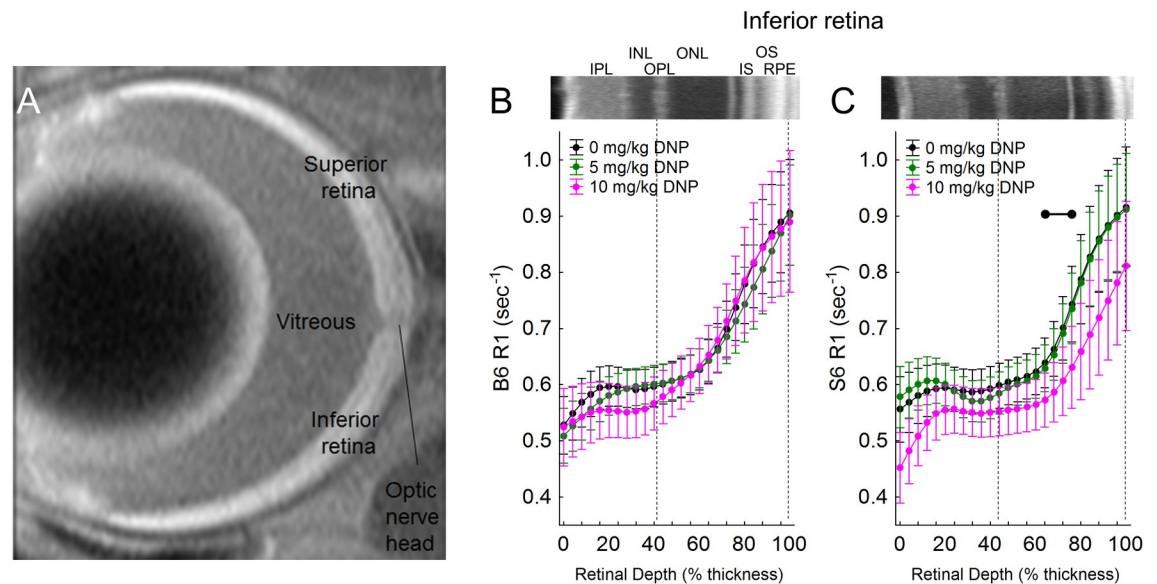 Inferior retina
A
Superior
retina
Vitreous
Inferior
retina
Optic
nerve
head
B
INL ONL OS
IPL OPL IS RPE
0 mg/kg DNP
5 mg/kg DNP
10 mg/kg DNP
B6 R1 (sec⁻¹)
1.0
0.9
0.8
0.7
0.6
0.5
0.4
0 20 40 60 80 100
Retinal Depth (% thickness)
C
0 mg/kg DNP
5 mg/kg DNP
10 mg/kg DNP
S6 R1 (sec⁻¹)
1.0
0.9
0.8
0.7
0.6
0.5
0.4
0 20 40 60 80 100
Retinal Depth (% thickness)